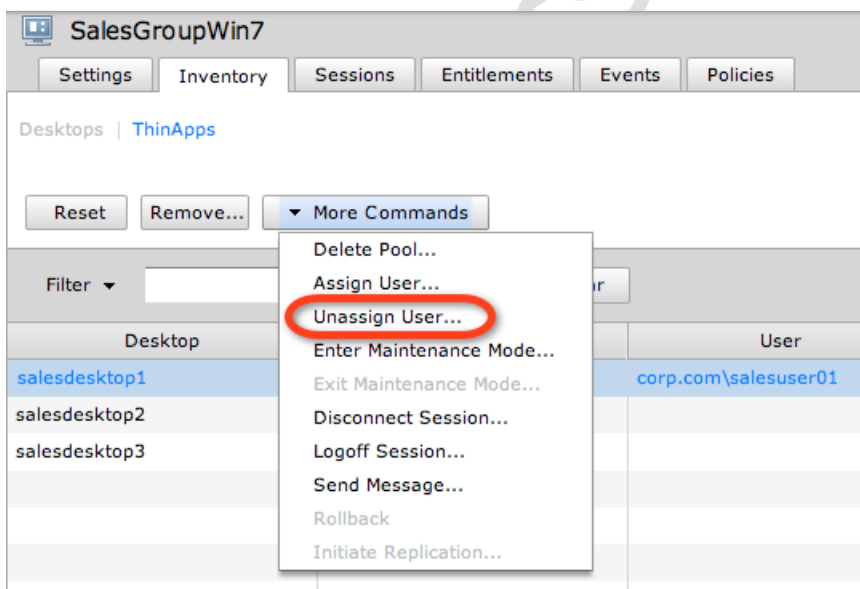 SalesGroupWin7
Settings Inventory Sessions Entitlements Events Policies
Desktops | ThinApps
Reset Remove... More Commands
Delete Pool...
Filter Assign User...
Unassign User...
Desktop User
Enter Maintenance Mode...
salesdesktop1 corp.com\salesuser01
Exit Maintenance Mode...
salesdesktop2 Disconnect Session...
salesdesktop3 Logoff Session...
Send Message...
Rollback
Initiate Replication...